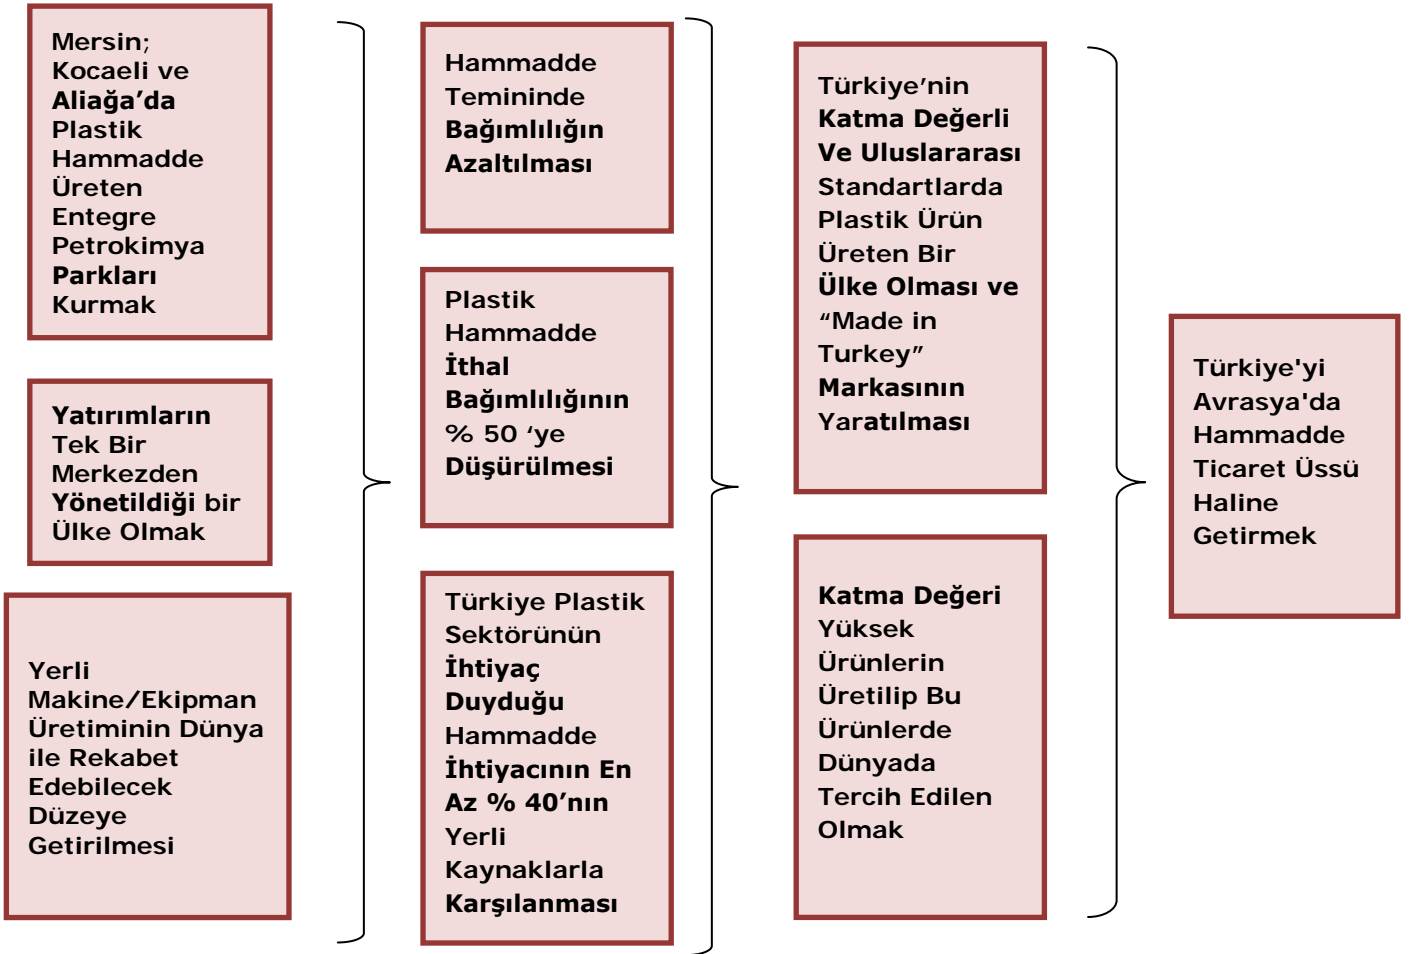 Mersin;
Kocaeli ve
Aliağa’da
Plastik
Hammadde
Üreten
Entegre
Petrokimya
Parkları
Kurmak
Yatırımların
Tek Bir
Merkezden
Yönetildiği bir
Ülke Olmak
Yerli
Makine/Ekipman
Üretiminin Dünya
ile Rekabet
Edebilecek
Düzeye
Getirilmesi
Hammadde
Temininde
Bağımlılığın
Azaltılması
Plastik
Hammadde
İthal
Bağımlılığının
% 50 ‘ye
Düşürülmesi
Türkiye Plastik
Sektörünün
İhtiyaç
Duyduğu
Hammadde
İhtiyacının En
Az % 40’nın
Yerli
Kaynaklarla
Karşılanması
Türkiye’nin
Katma Değerli
Ve Uluslararası
Standartlarda
Plastik Ürün
Üreten Bir
Ülke Olması ve
“Made in
Turkey”
Markasının
Yaratılması
Katma Değeri
Yüksek
Ürünlerin
Üretilip Bu
Ürünlerde
Dünyada
Tercih Edilen
Olmak
Türkiye'yi
Avrasya'da
Hammadde
Ticaret Üssü
Haline
Getirmek